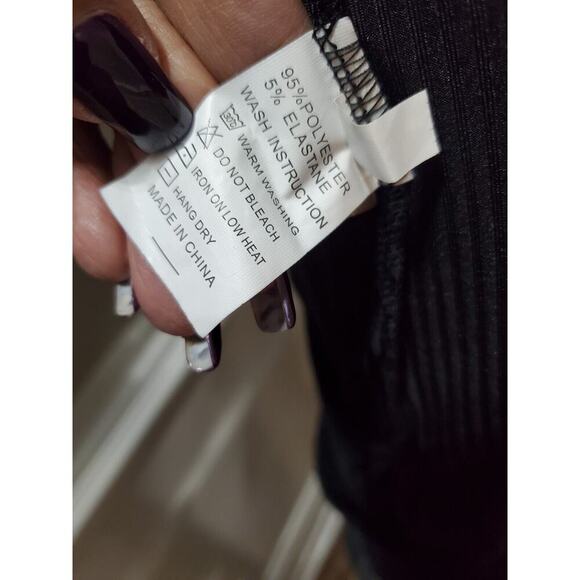 95%POLYESTER
5% ELASTANE
WASH INSTRUCTION
30C WARM WASHING
DO NOT BLEACH
IRON ON LOW HEAT
HANG DRY
MADE IN CHINA